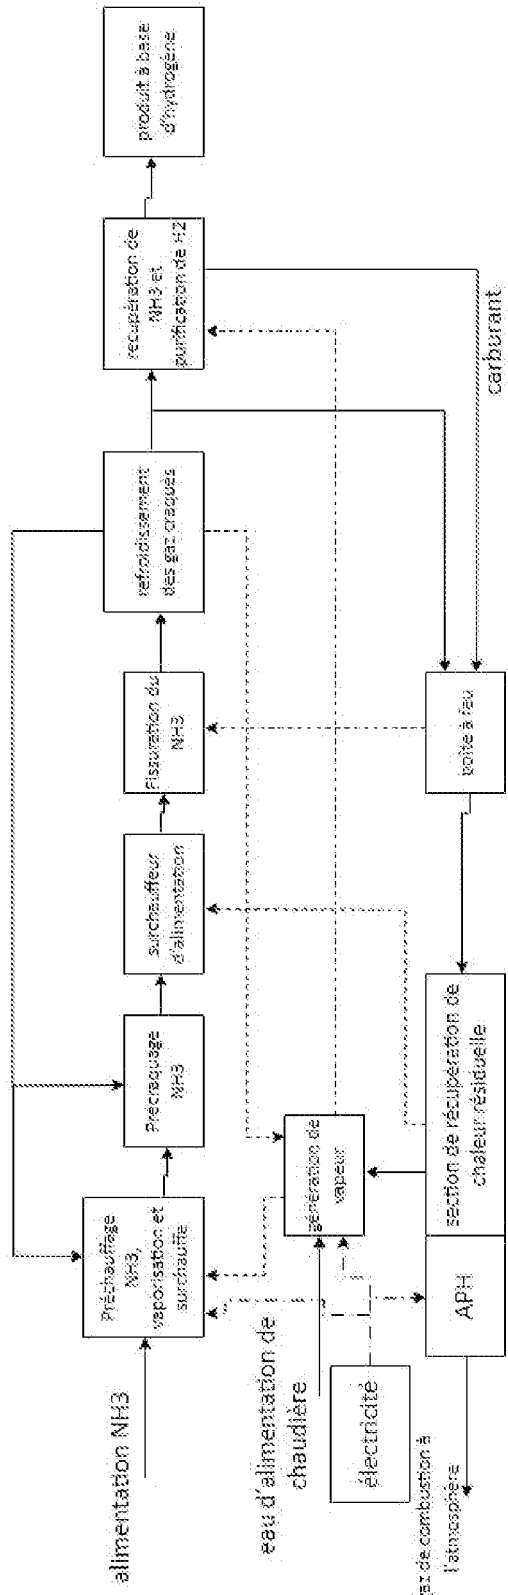 alimentation NH3
Préchauffage
NH3,
vaporisation et
surchauffe
Précraquage
NH3
surchauffeur
d'alimentation
Fissuration du
NH3
refroidissement
des gaz craqués
récupération de
NH3 et
purification de H2
produit à base
d'hydrogène
eau d'alimentation de
chaudière
génération de
vapeur
électricité
gaz de combustion à
l'atmosphère
APH
section de récupération de
chaleur résiduelle
boîte à feu
carburant